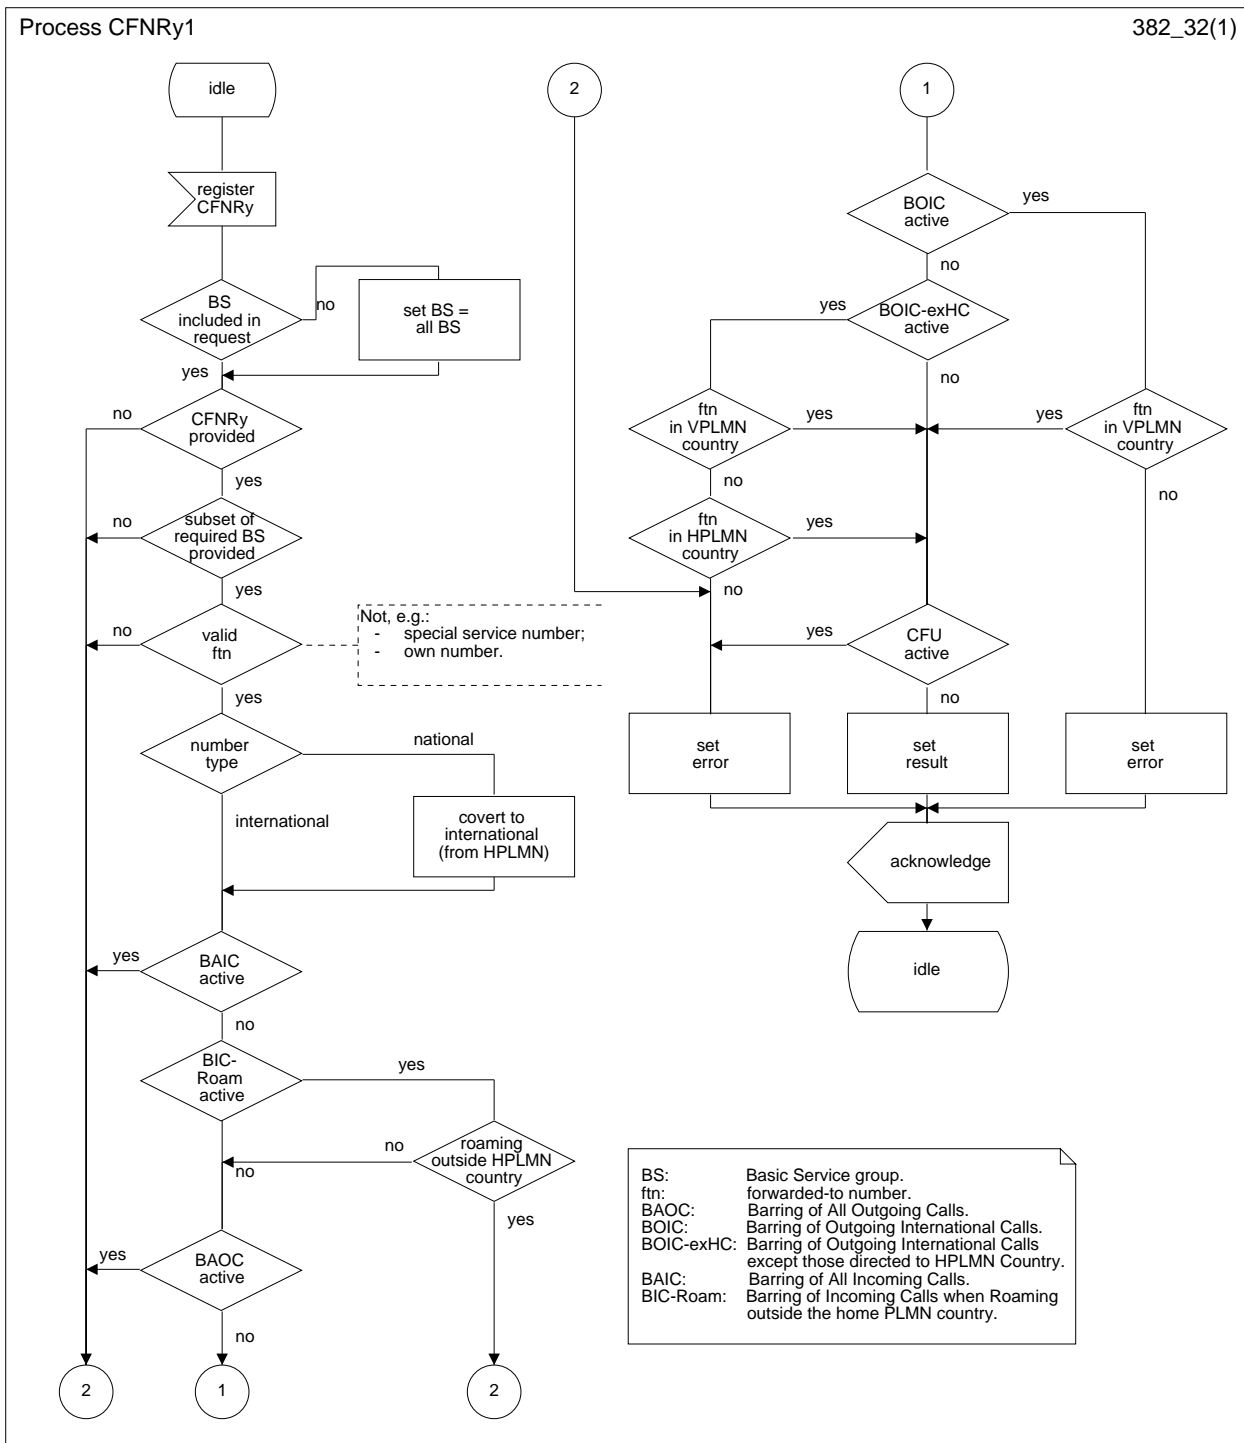 Process CFNRy1
382_32(1)
idle
2
1
register
CFNRy
BOIC
active
yes
no
BS
included in
request
no
set BS =
all BS
yes
BOIC-exHC
active
yes
no
CFNRy
provided
no
yes
ftn
in VPLMN
country
yes
no
yes
ftn
in VPLMN
country
no
subset of
required BS
provided
no
yes
ftn
in HPLMN
country
yes
no
valid
ftn
no
yes
Not, e.g.:
- special service number;
- own number.
yes
CFU
active
no
number
type
national
international
covert to
international
(from HPLMN)
set
error
set
result
set
error
acknowledge
idle
yes
BAIC
active
no
BIC-
Roam
active
yes
no
no
roaming
outside HPLMN
country
yes
yes
BAOC
active
no
2
1
2
BS: Basic Service group.
ftn: forwarded-to number.
BAOC: Barring of All Outgoing Calls.
BOIC: Barring of Outgoing International Calls.
BOIC-exHC: Barring of Outgoing International Calls
except those directed to HPLMN Country.
BAIC: Barring of All Incoming Calls.
BIC-Roam: Barring of Incoming Calls when Roaming
outside the home PLMN country.